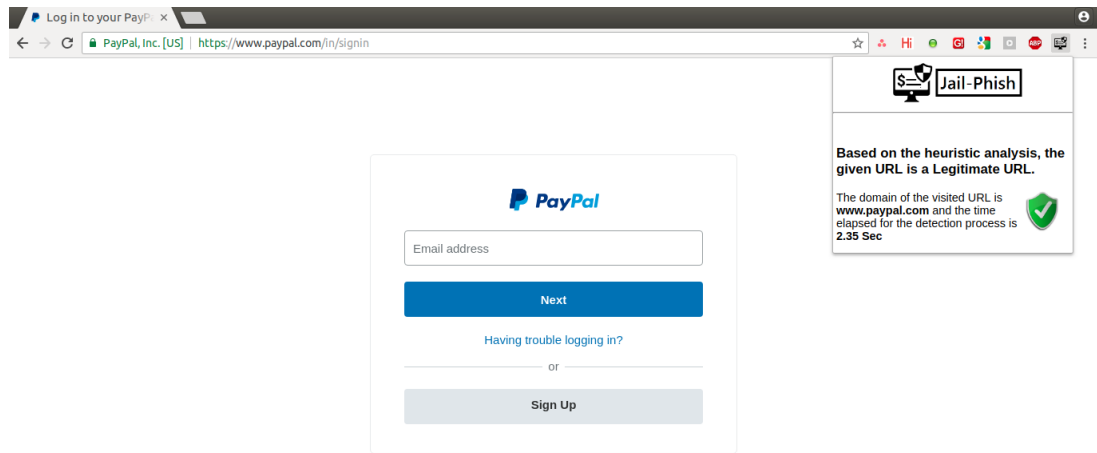 Log in to your PayP
PayPal, Inc. [US] | https://www.paypal.com/in/signin
Hi
G!
ABP
$=
Jail-Phish
Based on the heuristic analysis, the
given URL is a Legitimate URL.
The domain of the visited URL is
www.paypal.com and the time
elapsed for the detection process is
2.35 Sec
PayPal
Email address
Next
Having trouble logging in?
or
Sign Up